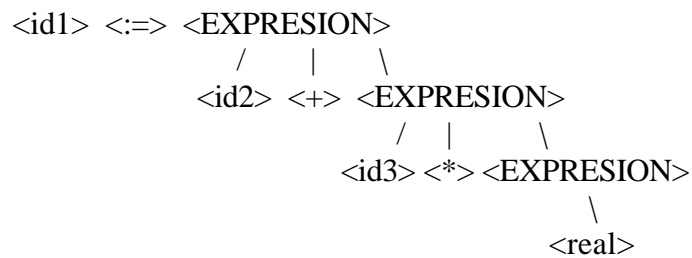 <id1> <:=> <EXPRESION>
/ | \
<id2> <+> <EXPRESION>
/ | \
<id3> <*> <EXPRESION>
\
<real>